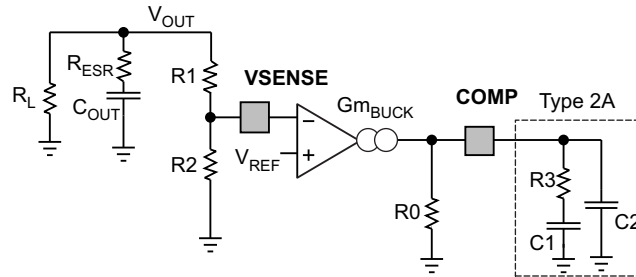 VOUT
RESR
R1
VSENSE
RL
COUT
GmBUCK
COMP
Type 2A
−
R2
VREF
+
R0
R3
C1
C2